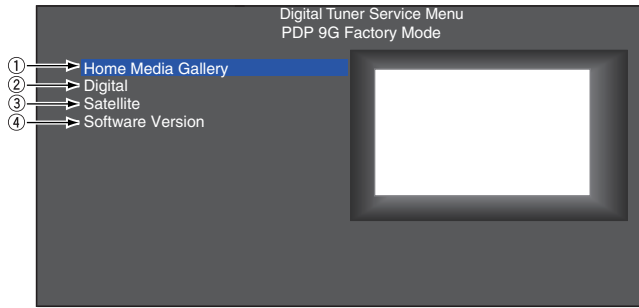 Digital Tuner Service Menu
PDP 9G Factory Mode
① Home Media Gallery
② Digital
③ Satellite
④ Software Version